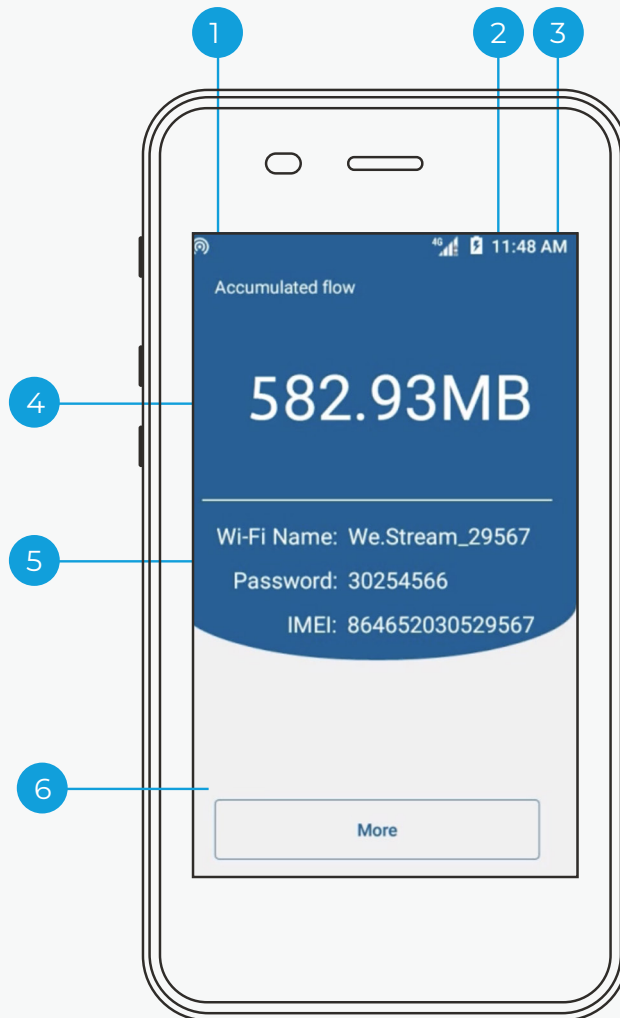 1 2 3
4G 11:48 AM
Accumulated flow
4
582.93MB
Wi-Fi Name: We.Stream_29567
5
Password: 30254566
IMEI: 864652030529567
6
More